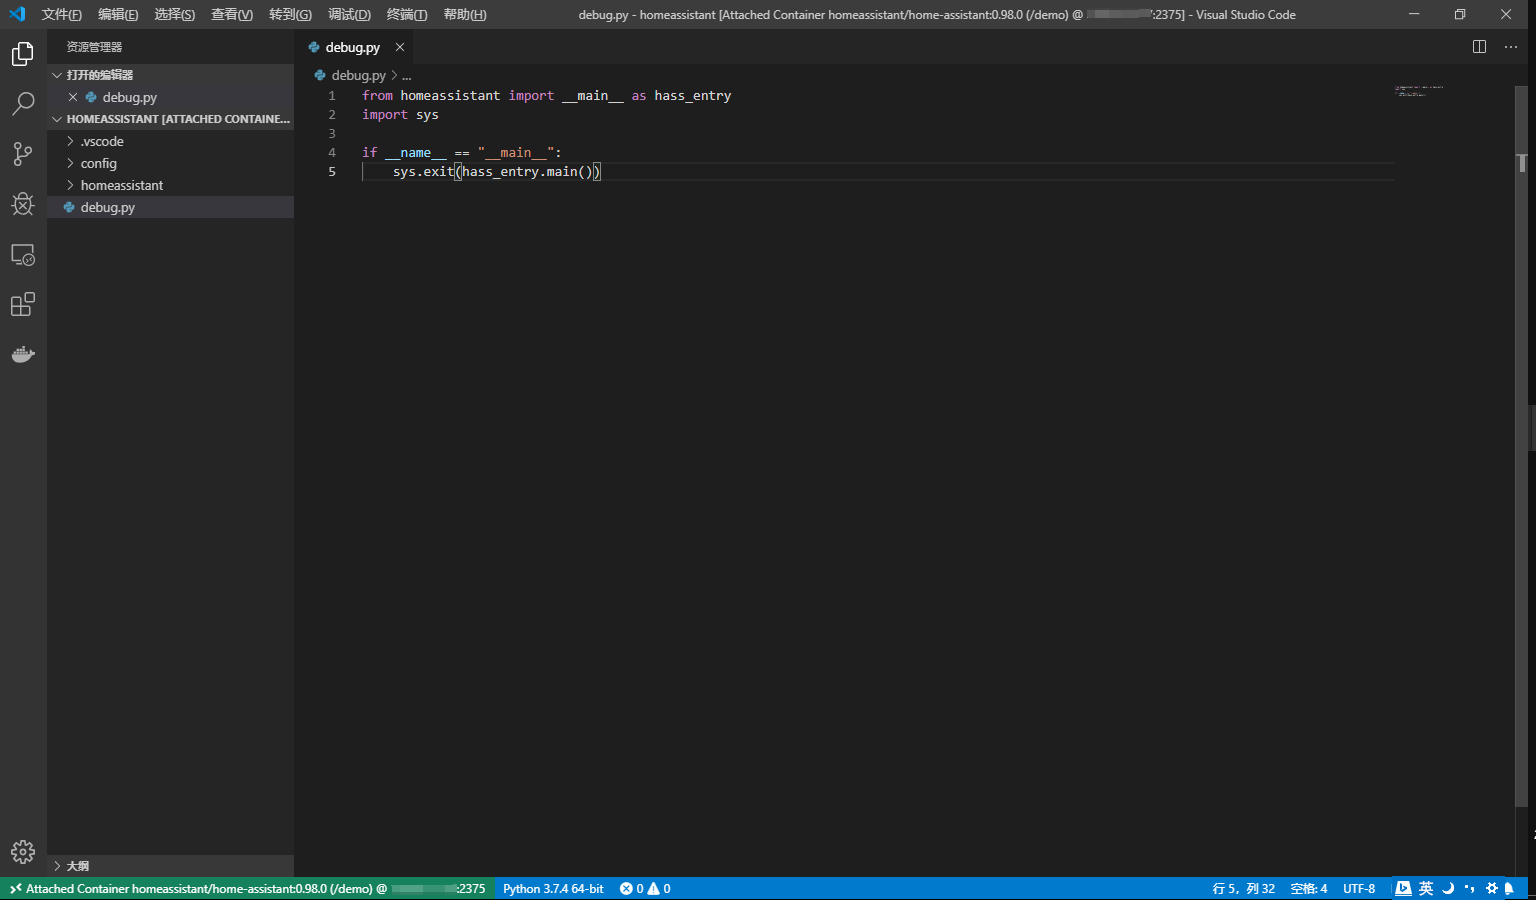 文件(F) 编辑(E) 选择(S) 查看(V) 转到(G) 调试(D) 终端(T) 帮助(H) debug.py - homeassistant [Attached Container homeassistant/home-assistant:0.98.0 (/demo) @ :2375] - Visual Studio Code
资源管理器
打开的编辑器
debug.py
HOMEASSISTANT [ATTACHED CONTAINE...
.vscode
config
homeassistant
debug.py
大纲
debug.py
debug.py > ...
1 from homeassistant import __main__ as hass_entry
2 import sys
3
4 if __name__ == "__main__":
5     sys.exit(hass_entry.main())
Attached Container homeassistant/home-assistant:0.98.0 (/demo) @ :2375 Python 3.7.4 64-bit 0 0 行 5，列 32 空格: 4 UTF-8 英